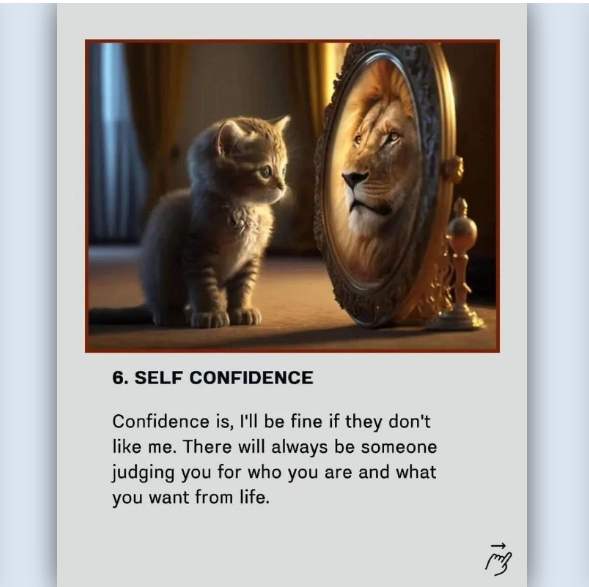 6. SELF CONFIDENCE
Confidence is, I'll be fine if they don't
like me. There will always be someone
judging you for who you are and what
you want from life.